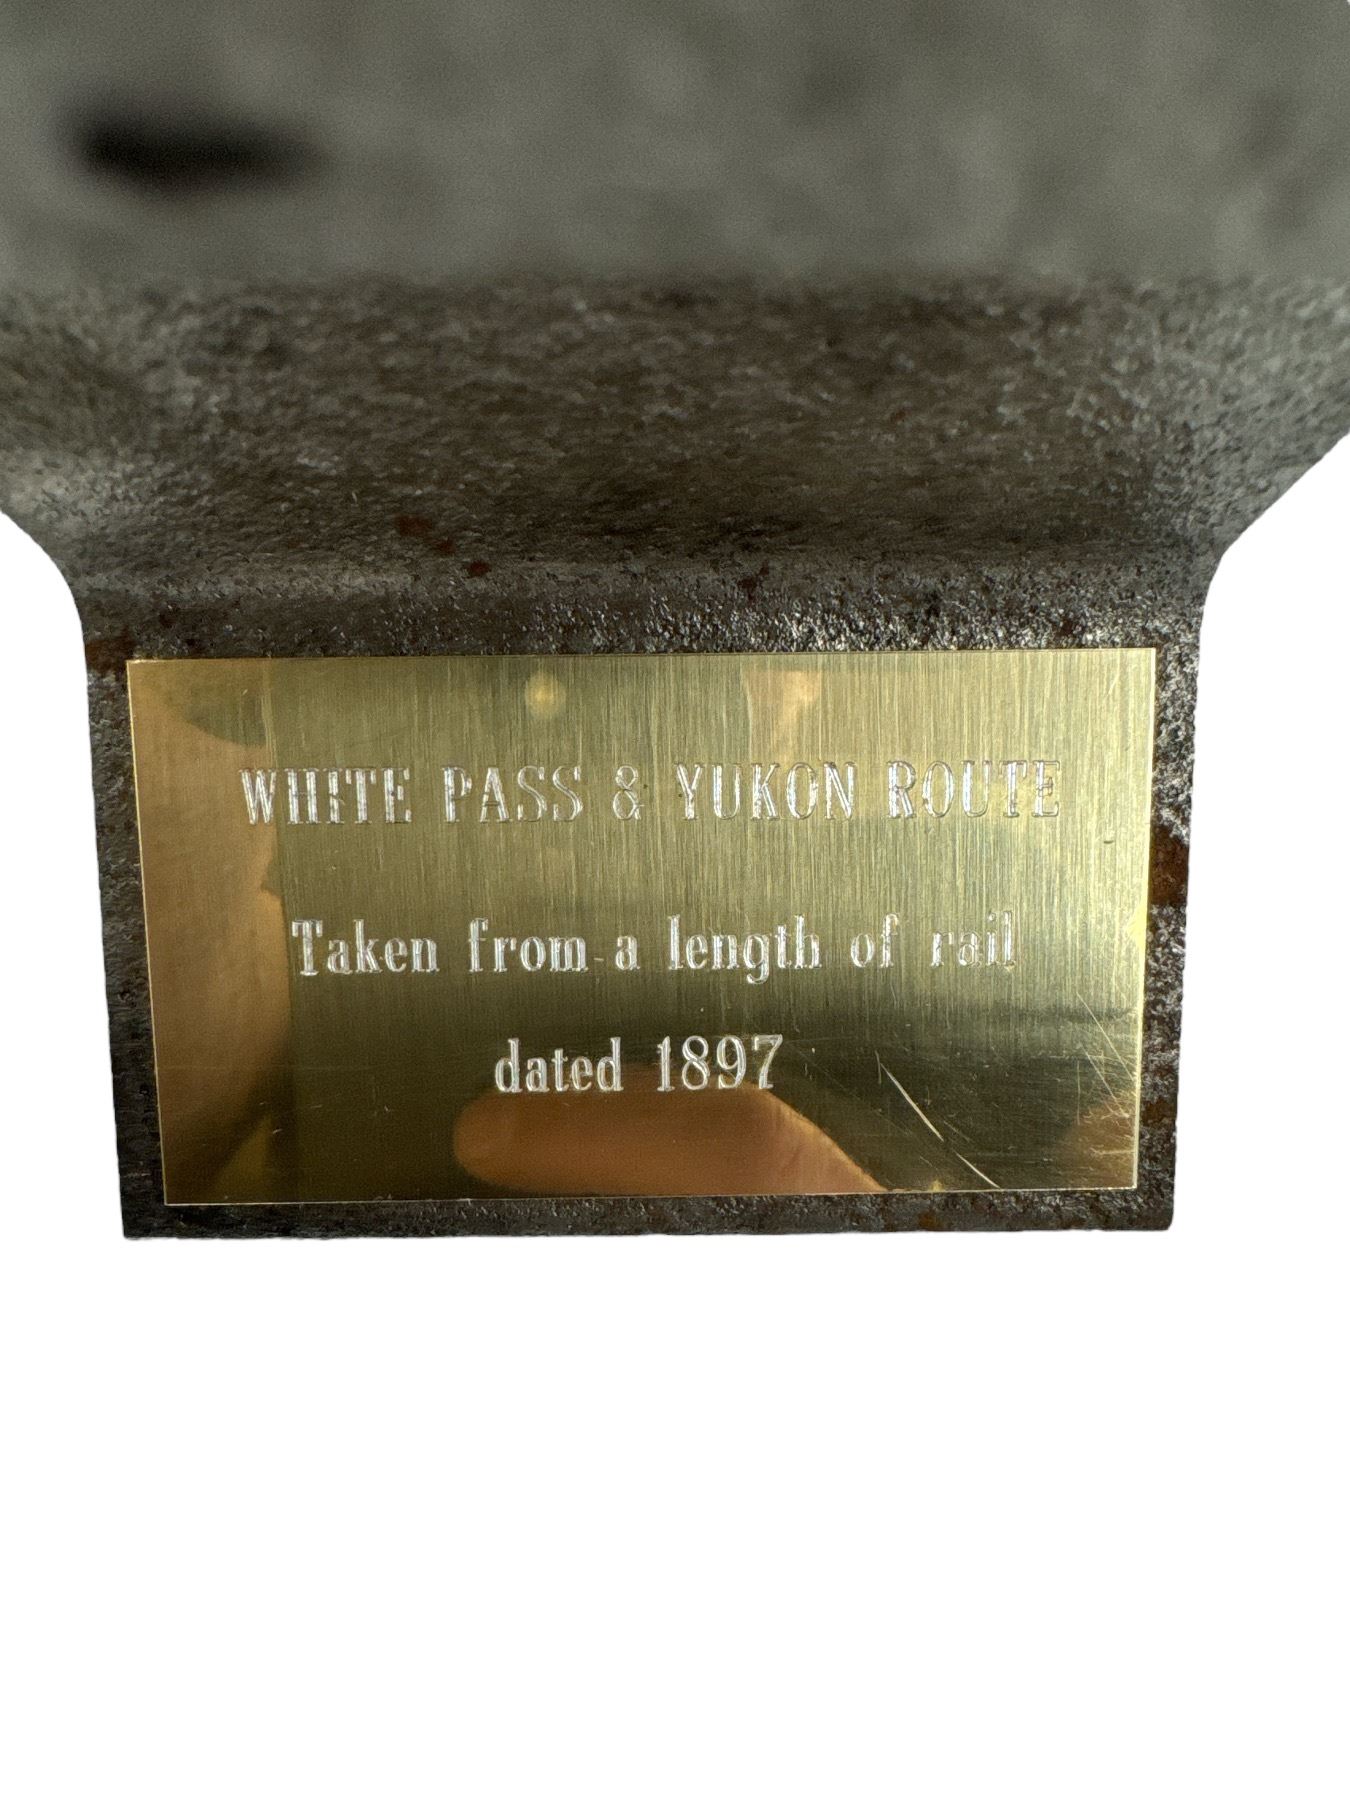 WHITE PASS & YUKON ROUTE
Taken from a length of rail
dated 1897